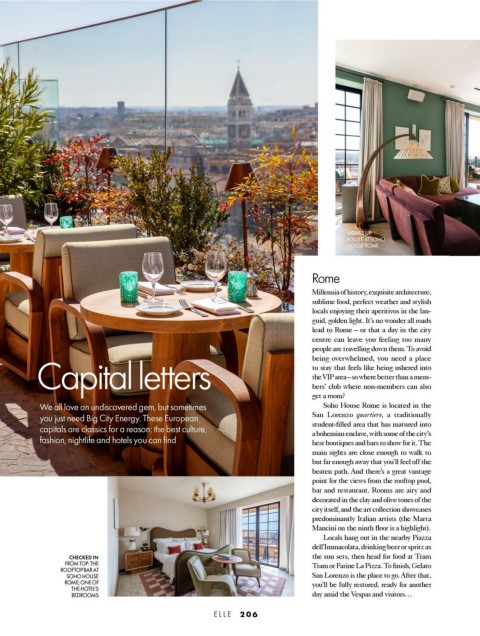 Capital letters
We all love an undiscovered gem, but sometimes
you just need Big City Energy. These European
capitals are classics for a reason: the best culture,
fashion, nightlife and hotels you can find
HOUSE ROME
Rome
Millennia of history, exquisite architecture,
sublime food, perfect weather and stylish
locals enjoying their aperitivos in the lan-
guid, golden light. It's no wonder all roads
lead to Rome – or that a day in the city
centre can leave you feeling too many
people are travelling down them. To avoid
being overwhelmed, you need a place
to stay that feels like being ushered into
the VIP area – so where better than a mem-
bers' club where non-members can also
get a room?
Soho House Rome is located in the
San Lorenzo quartiere, a traditionally
student-filled area that has matured into
a bohemian enclave, with some of the city's
best boutiques and bars to show for it. The
main sights are close enough to walk to
but far enough away that you'll feel off the
beaten path. And there's a great vantage
point for the views from the rooftop pool,
bar and restaurant. Rooms are airy and
decorated in the clay and olive tones of the
city itself, and the art collection showcases
predominantly Italian artists (the Marta
Mancini on the ninth floor is a highlight).
Locals hang out in the nearby Piazza
dell'Immacolata, drinking beer or spritz as
the sun sets, then head for food at Tram
Tram or Farine La Pizza. To finish, Gelato
San Lorenzo is the place to go. After that,
you'll be fully restored, ready for another
day amid the Vespas and visitors…
CHECKED IN
FROM TOP: THE
ROOFTOP BAR AT
SOHO HOUSE
ROME; ONE OF
THE HOTEL'S
BEDROOMS
ELLE 206